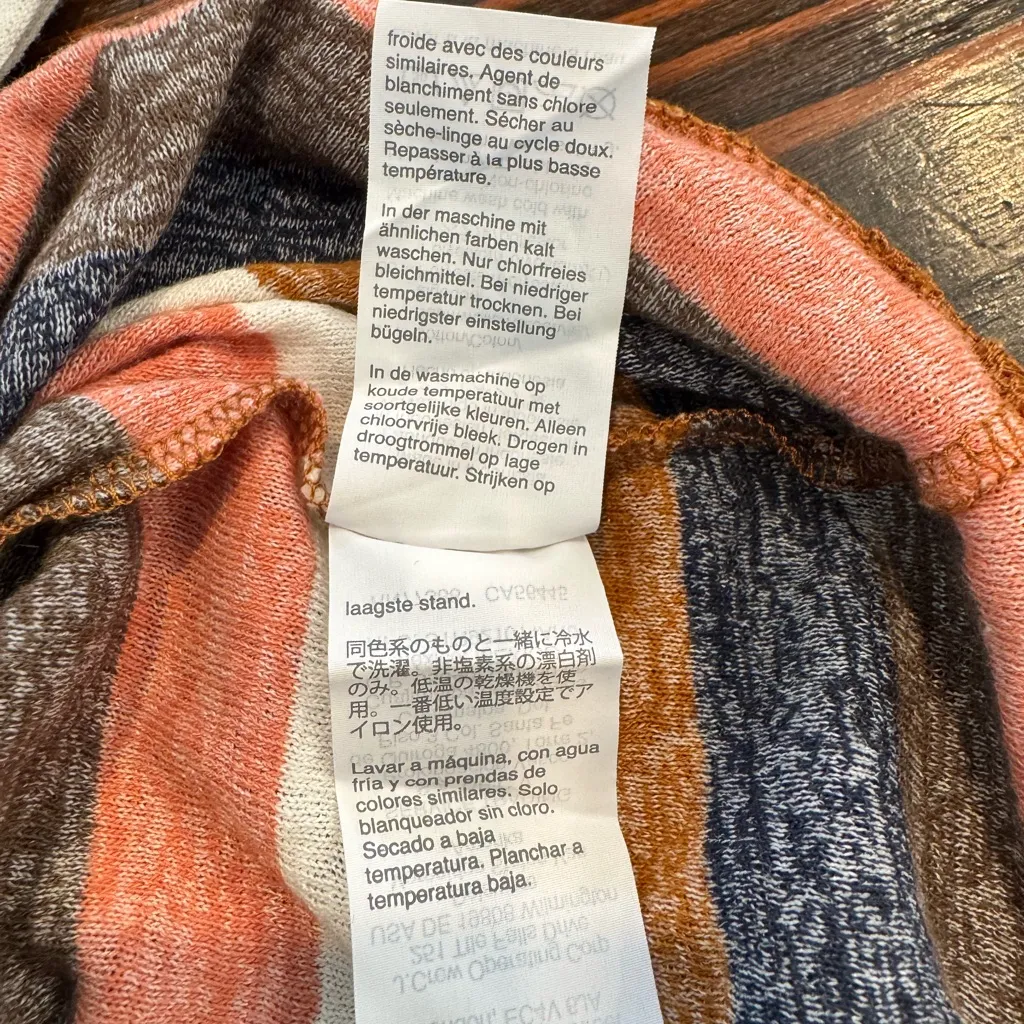 froide avec des couleurs
similaires. Agent de
blanchiment sans chlore
seulement. Sécher au
sèche-linge au cycle doux.
Repasser à la plus basse
température.
In der maschine mit
ähnlichen farben kalt
waschen. Nur chlorfreies
bleichmittel. Bei niedriger
temperatur trocknen. Bei
niedrigster einstellung
bügeln.
In de wasmachine op
koude temperatuur met
soortgelijke kleuren. Alleen
chloorvrije bleek. Drogen in
droogtrommel op lage
temperatuur. Strijken op
laagste stand.
同色系のものと一緒に冷水
で洗濯。非塩素系の漂白剤
のみ。低温の乾燥機を使
用。一番低い温度設定でア
イロン使用。
Lavar a máquina, con agua
fría y con prendas de
colores similares. Solo
blanqueador sin cloro.
Secado a baja
temperatura. Planchar a
temperatura baja.